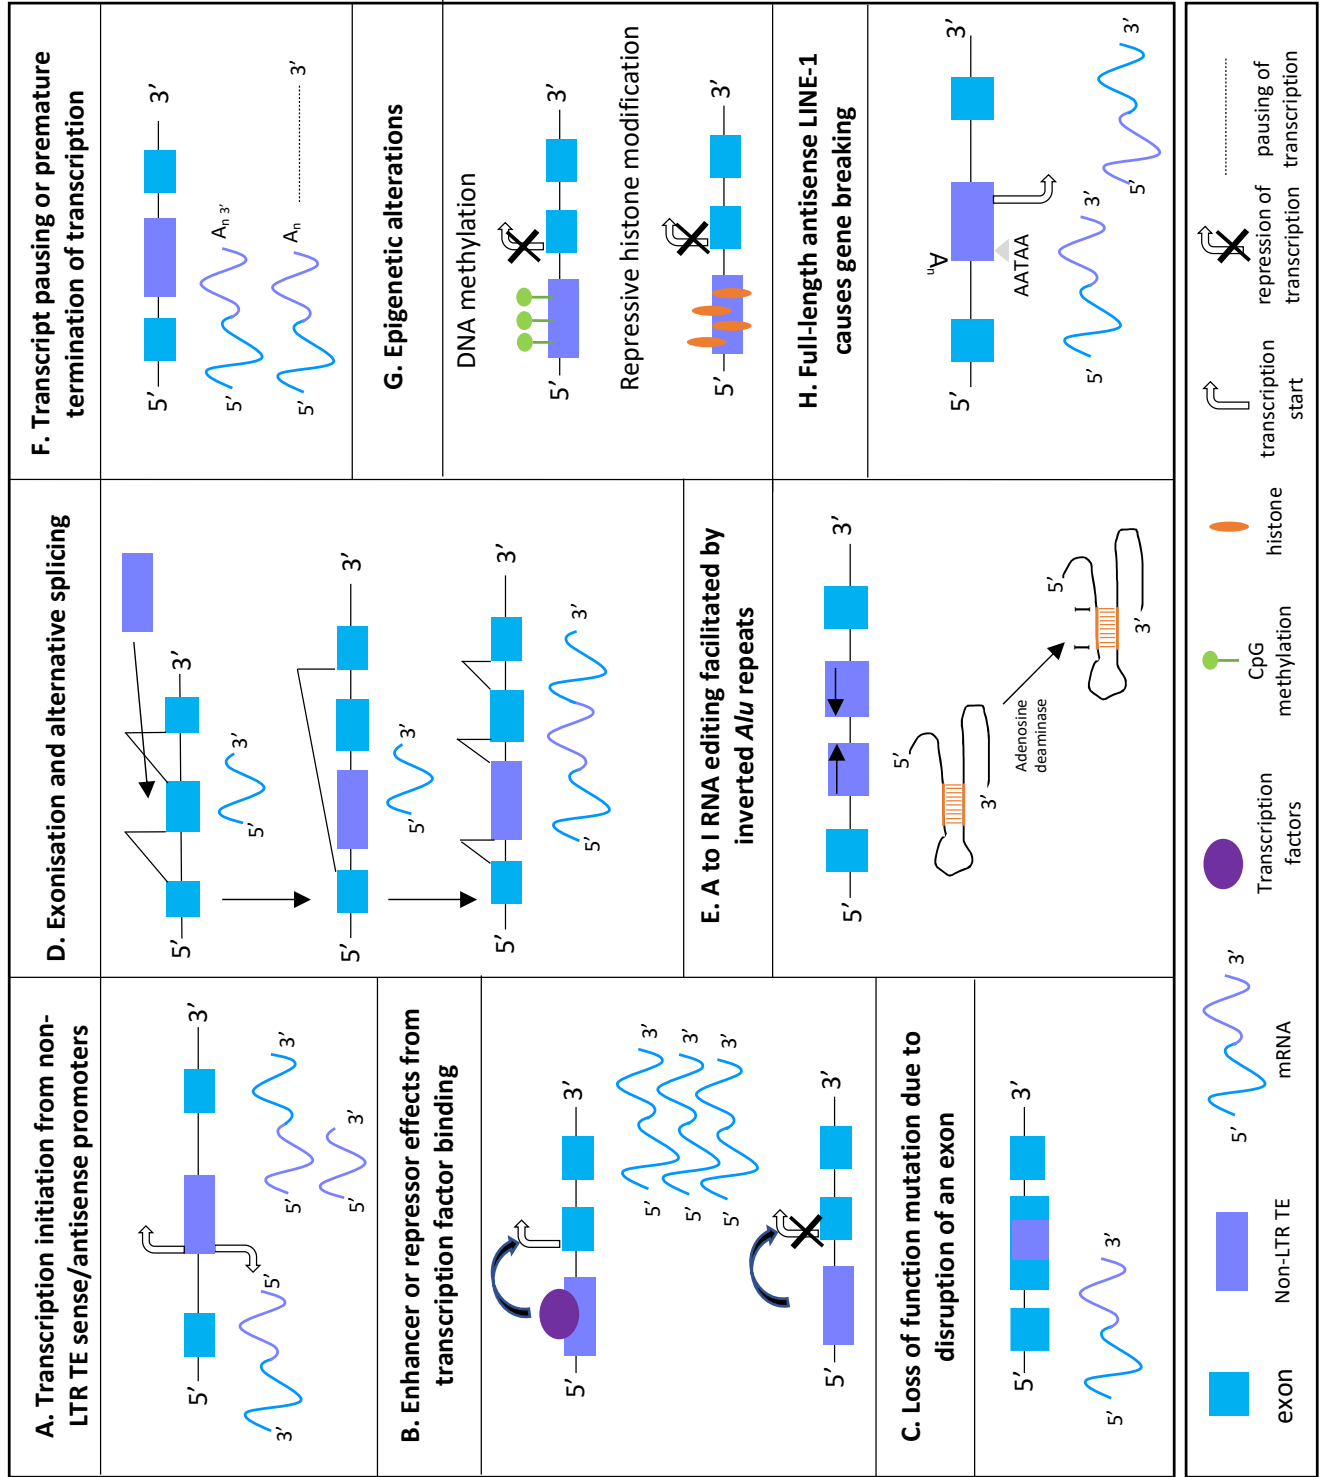 A. Transcription initiation from non-
LTR TE sense/antisense promoters
5’
3’
5’
3’
5’
3’
5’
3’
B. Enhancer or repressor effects from
transcription factor binding
5’
3’
5’
3’
5’
3’
5’
3’
5’
3’
C. Loss of function mutation due to
disruption of an exon
5’
3’
5’
3’
D. Exonisation and alternative splicing
5’
3’
5’
3’
5’
3’
5’
3’
5’
3’
5’
3’
E. A to I RNA editing facilitated by
inverted Alu repeats
5’
3’
5’
3’
Adenosine
deaminase
5’
I
I
3’
F. Transcript pausing or premature
termination of transcription
5’
3’
5’
An 3’
5’
An
3’
G. Epigenetic alterations
DNA methylation
5’
3’
Repressive histone modification
5’
3’
H. Full-length antisense LINE-1
causes gene breaking
5’
3’
An
AATAA
5’
3’
5’
3’
exon
Non-LTR TE
5’
3’
mRNA
Transcription
factors
CpG
methylation
histone
transcription
start
repression of
transcription
pausing of
transcription